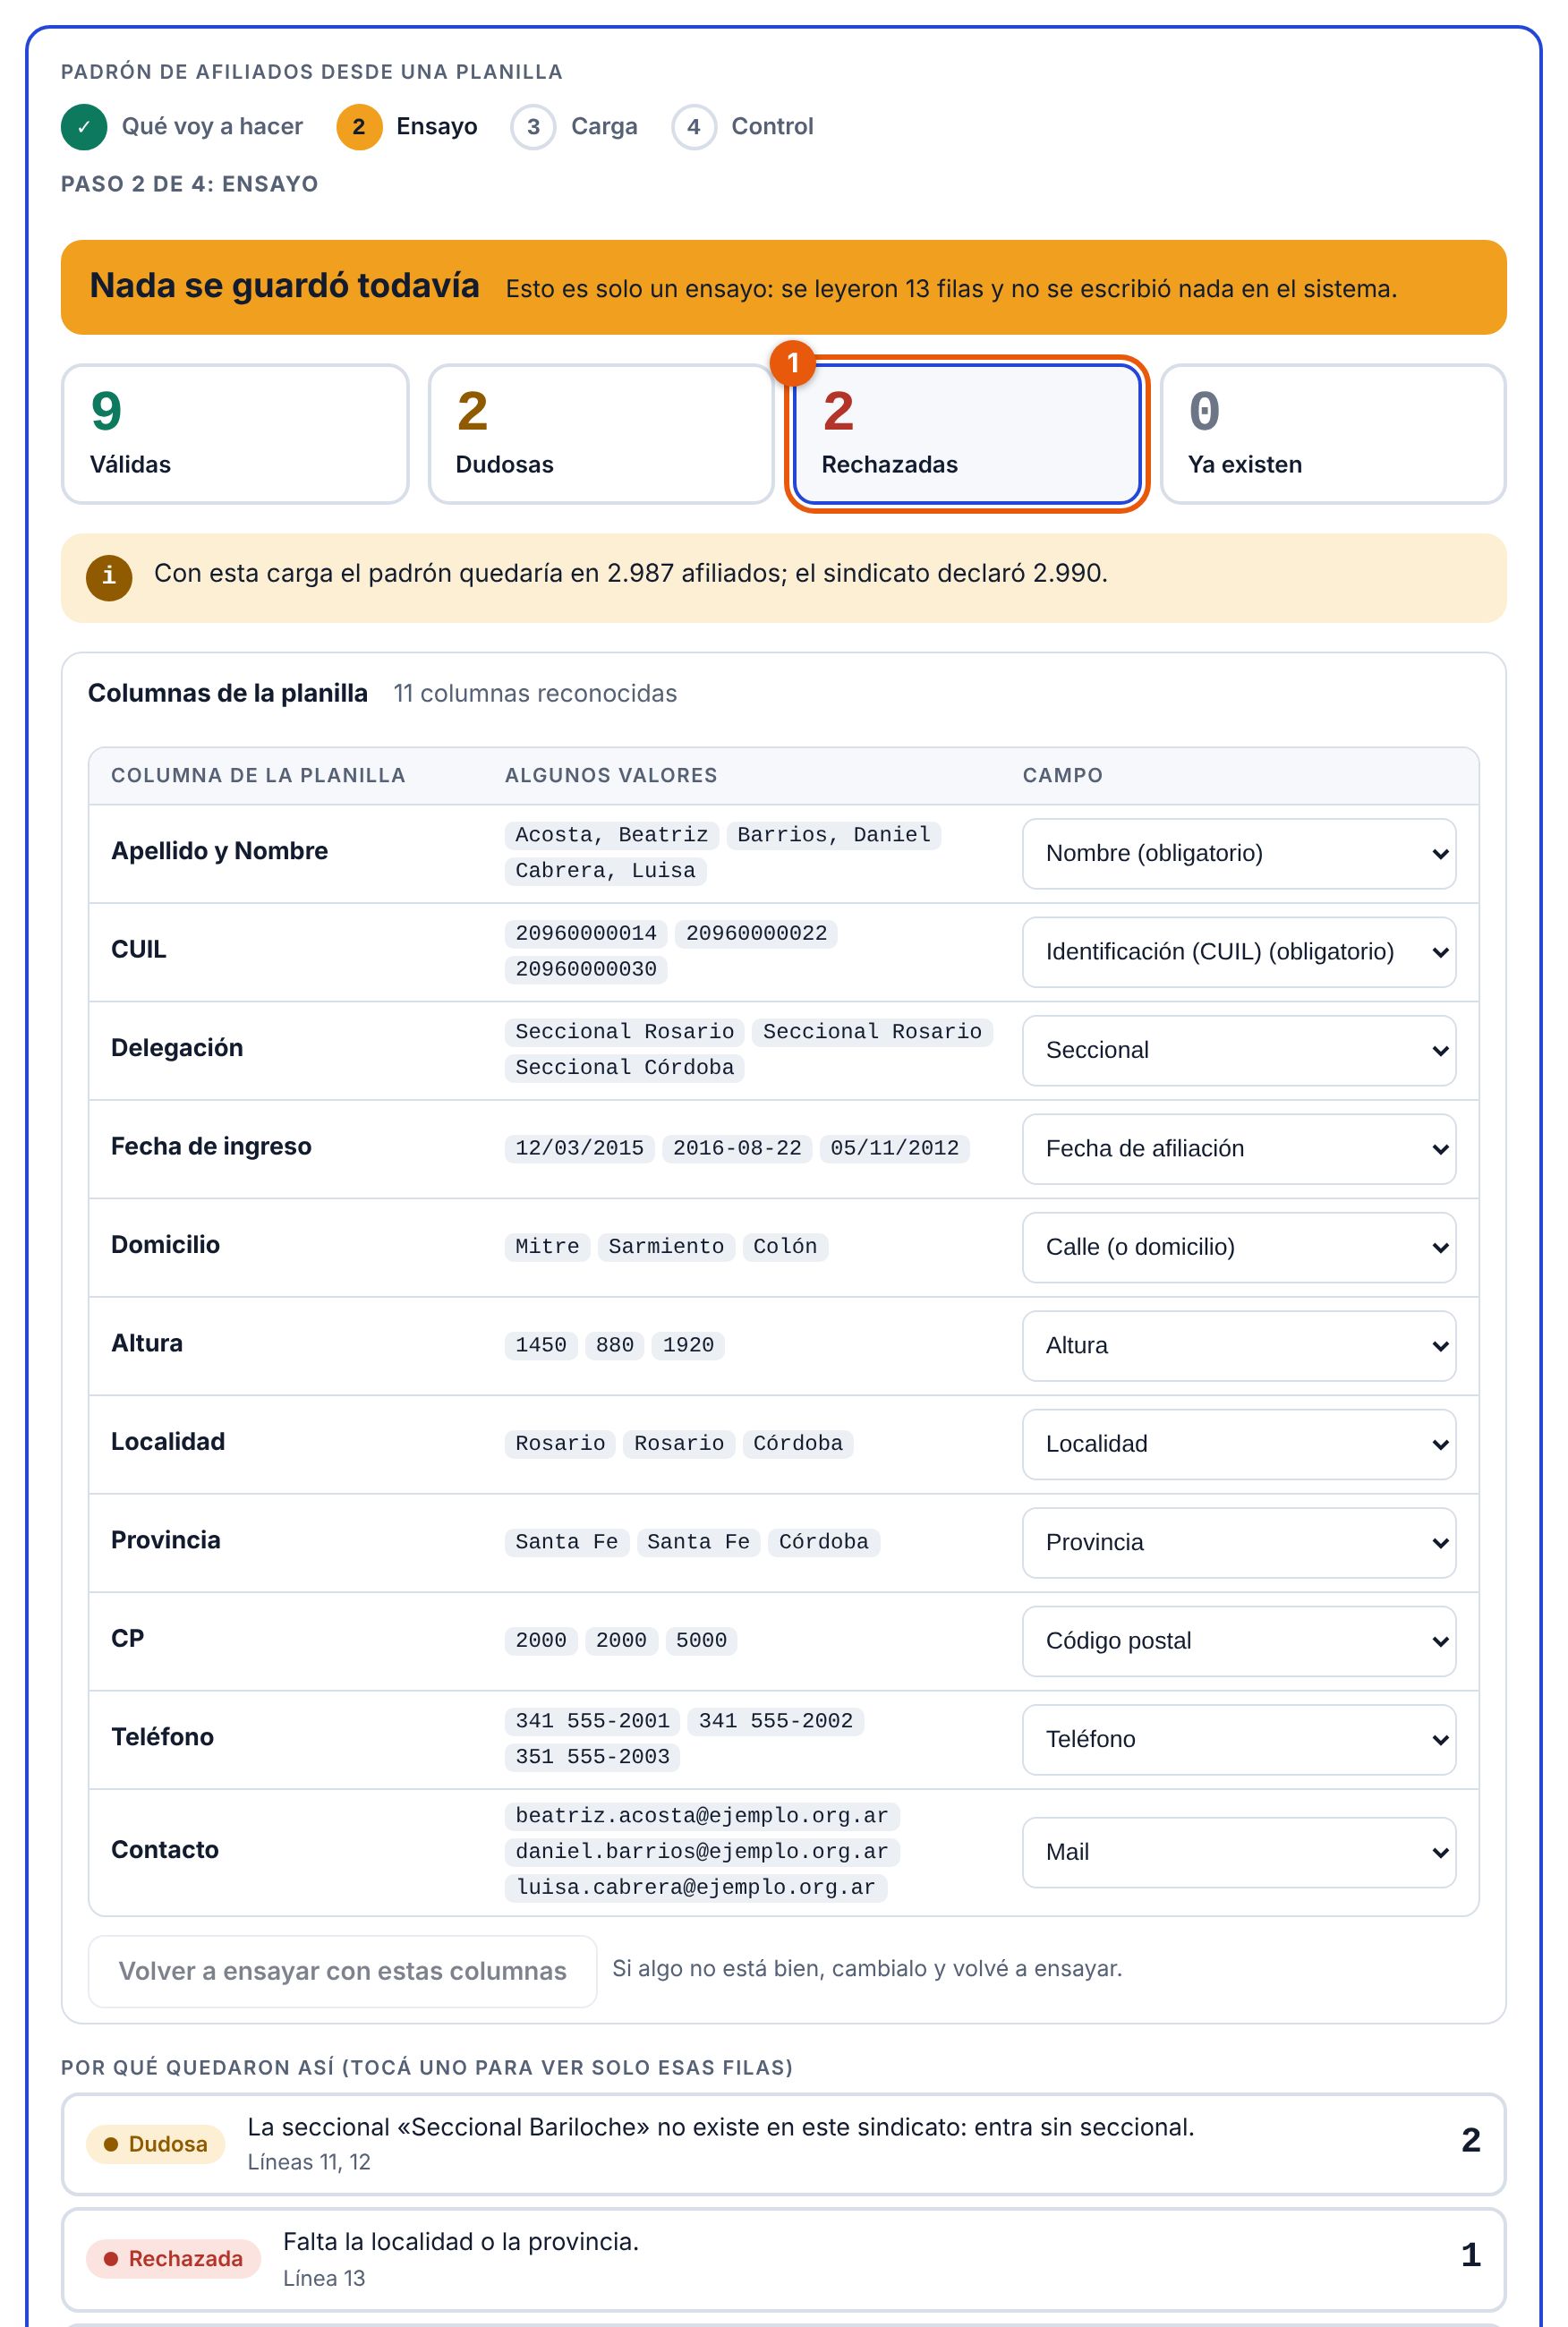 PADRÓN DE AFILIADOS DESDE UNA PLANILLA
✓ Qué voy a hacer 2 Ensayo 3 Carga 4 Control
PASO 2 DE 4: ENSAYO
Nada se guardó todavía Esto es solo un ensayo: se leyeron 13 filas y no se escribió nada en el sistema.
1
9 2 2 0
Válidas Dudosas Rechazadas Ya existen
i Con esta carga el padrón quedaría en 2.987 afiliados; el sindicato declaró 2.990.
Columnas de la planilla 11 columnas reconocidas
COLUMNA DE LA PLANILLA ALGUNOS VALORES CAMPO
Apellido y Nombre Acosta, Beatriz Barrios, Daniel Nombre (obligatorio)
Cabrera, Luisa
CUIL 20960000014 20960000022 Identificación (CUIL) (obligatorio)
20960000030
Delegación Seccional Rosario Seccional Rosario Seccional
Seccional Córdoba
Fecha de ingreso 12/03/2015 2016-08-22 05/11/2012 Fecha de afiliación
Domicilio Mitre Sarmiento Colón Calle (o domicilio)
Altura 1450 880 1920 Altura
Localidad Rosario Rosario Córdoba Localidad
Provincia Santa Fe Santa Fe Córdoba Provincia
CP 2000 2000 5000 Código postal
Teléfono 341 555-2001 341 555-2002 Teléfono
351 555-2003
beatriz.acosta@ejemplo.org.ar
Contacto daniel.barrios@ejemplo.org.ar Mail
luisa.cabrera@ejemplo.org.ar
Volver a ensayar con estas columnas Si algo no está bien, cambialo y volvé a ensayar.
POR QUÉ QUEDARON ASÍ (TOCÁ UNO PARA VER SOLO ESAS FILAS)
Dudosa La seccional «Seccional Bariloche» no existe en este sindicato: entra sin seccional. 2
Líneas 11, 12
Rechazada Falta la localidad o la provincia. 1
Línea 13